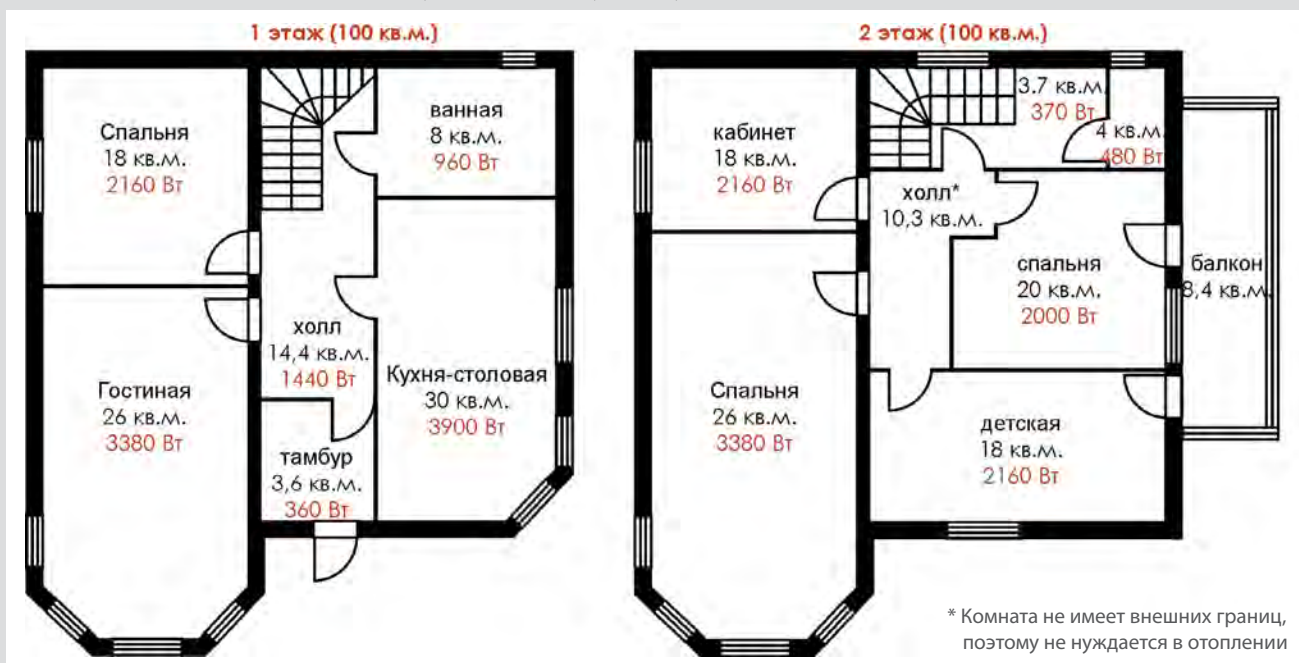 1 этаж (100 кв.м.)
Спальня
18 кв.м.
2160 Вт
ванная
8 кв.м.
960 Вт
холл
14,4 кв.м.
1440 Вт
Кухня-столовая
30 кв.м.
3900 Вт
Гостиная
26 кв.м.
3380 Вт
тамбур
3,6 кв.м.
360 Вт
2 этаж (100 кв.м.)
кабинет
18 кв.м.
2160 Вт
3.7 кв.м.
370 Вт
4 кв.м.
480 Вт
холл*
10,3 кв.м.
спальня
20 кв.м.
2000 Вт
балкон
8,4 кв.м.
Спальня
26 кв.м.
3380 Вт
детская
18 кв.м.
2160 Вт
* Комната не имеет внешних границ,
поэтому не нуждается в отоплении